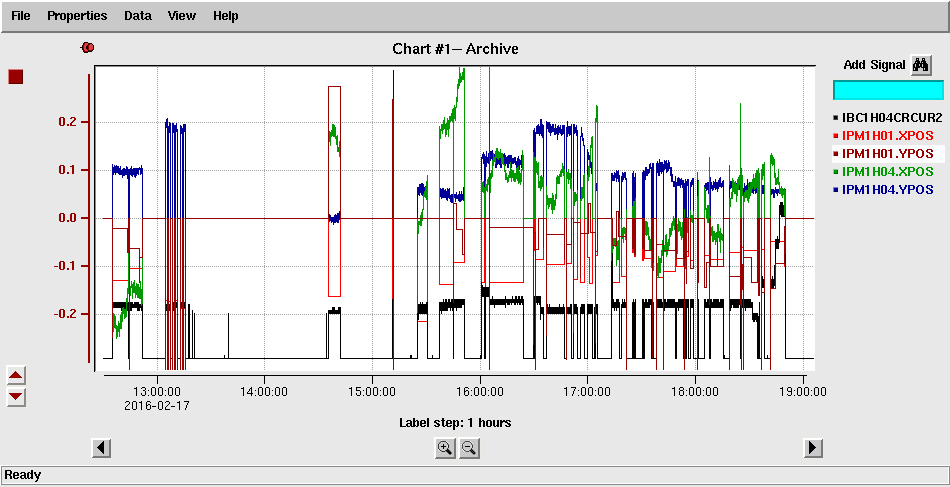 File Properties Data View Help
Chart #1– Archive
Add Signal
IBC1H04CRCUR2
IPM1H01.XPOS
IPM1H01.YPOS
IPM1H04.XPOS
IPM1H04.YPOS
0.2
0.1
0.0
-0.1
-0.2
13:00:00 14:00:00 15:00:00 16:00:00 17:00:00 18:00:00 19:00:00
2016-02-17
Label step: 1 hours
Ready